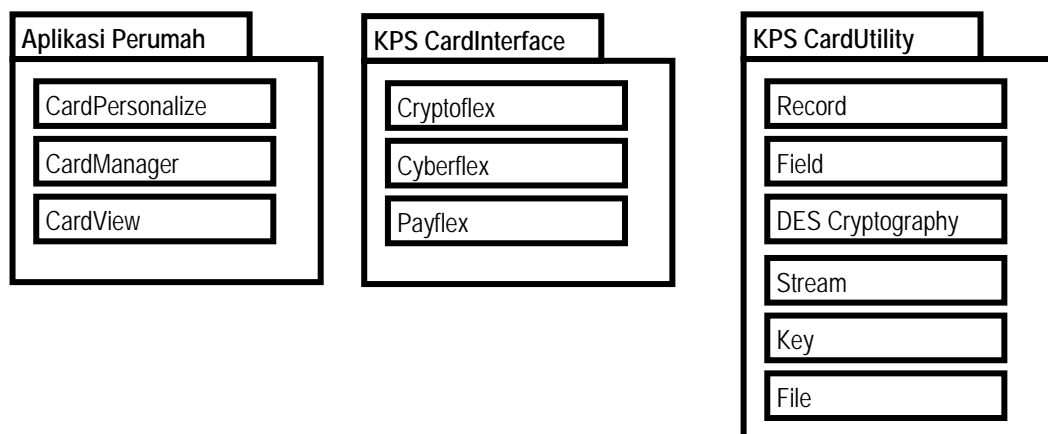 Aplikasi Perumah
CardPersonalize
CardManager
CardView
KPS CardInterface
Cryptoflex
Cyberflex
Payflex
KPS CardUtility
Record
Field
DES Cryptography
Stream
Key
File